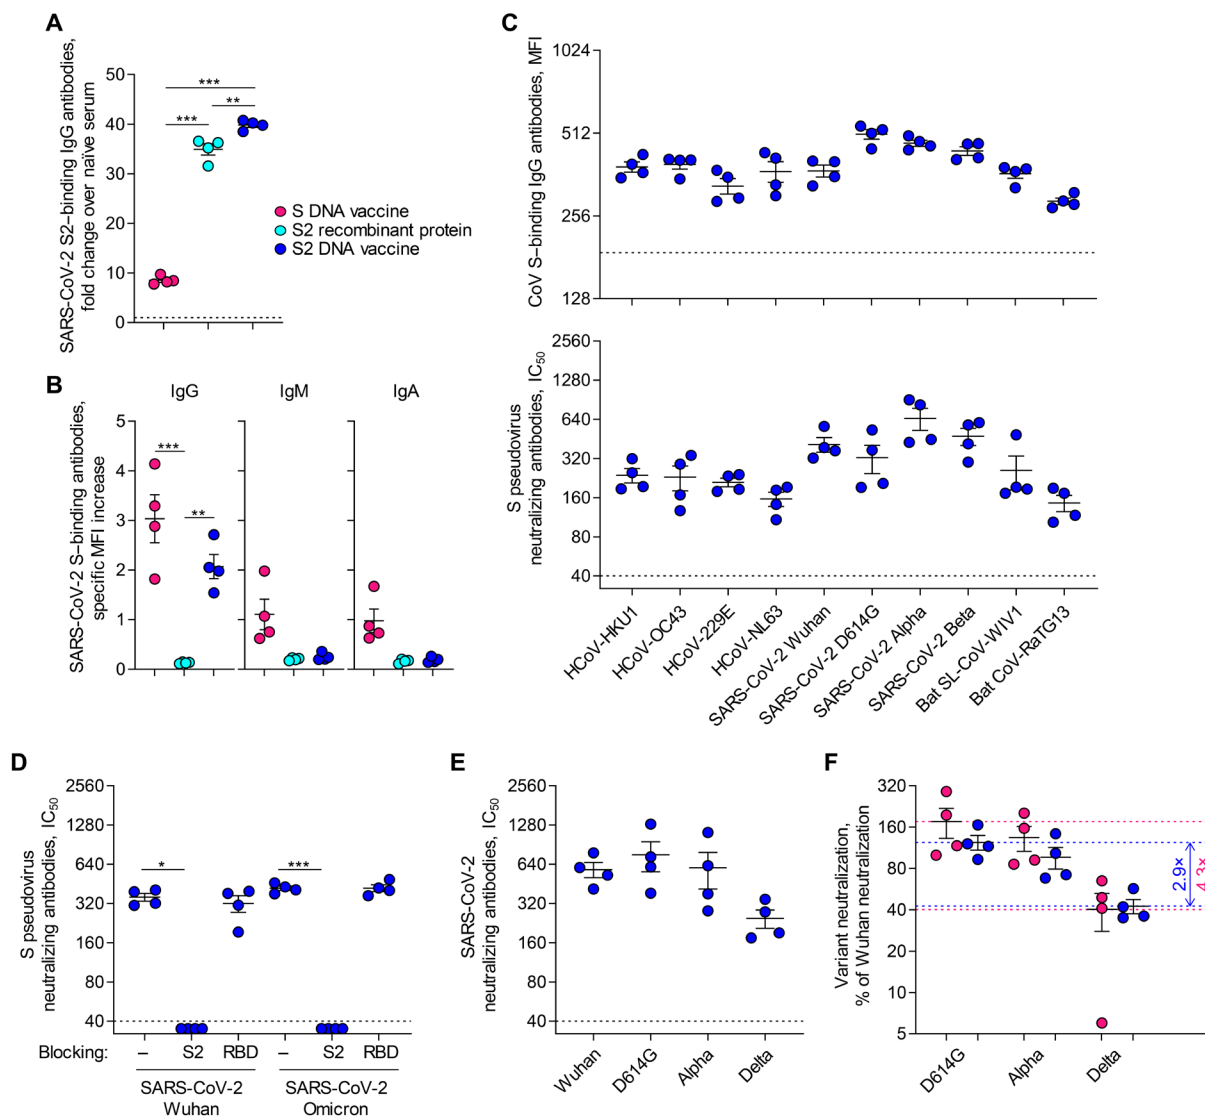 A
SARS-CoV-2 S2-binding IgG antibodies,
fold change over naïve serum
50
40
30
20
10
0
***
***
**
S DNA vaccine
S2 recombinant protein
S2 DNA vaccine
B
SARS-CoV-2 S-binding antibodies,
specific MFI increase
IgG
IgM
IgA
5
4
3
2
1
0
***
**
C
CoV S-binding IgG antibodies, MFI
1024
512
256
128
S pseudovirus
neutralizing antibodies, IC50
2560
1280
640
320
160
80
40
HCoV-HKU1
HCoV-OC43
HCoV-229E
HCoV-NL63
SARS-CoV-2 Wuhan
SARS-CoV-2 D614G
SARS-CoV-2 Alpha
SARS-CoV-2 Beta
Bat SL-CoV-WIV1
Bat CoV-RaTG13
D
S pseudovirus
neutralizing antibodies, IC50
2560
1280
640
320
160
80
40
*
***
Blocking: – S2 RBD – S2 RBD
SARS-CoV-2
Wuhan
SARS-CoV-2
Omicron
E
SARS-CoV-2
neutralizing antibodies, IC50
2560
1280
640
320
160
80
40
Wuhan
D614G
Alpha
Delta
F
Variant neutralization,
% of Wuhan neutralization
320
160
80
40
20
10
5
2.9×
4.3×
D614G
Alpha
Delta